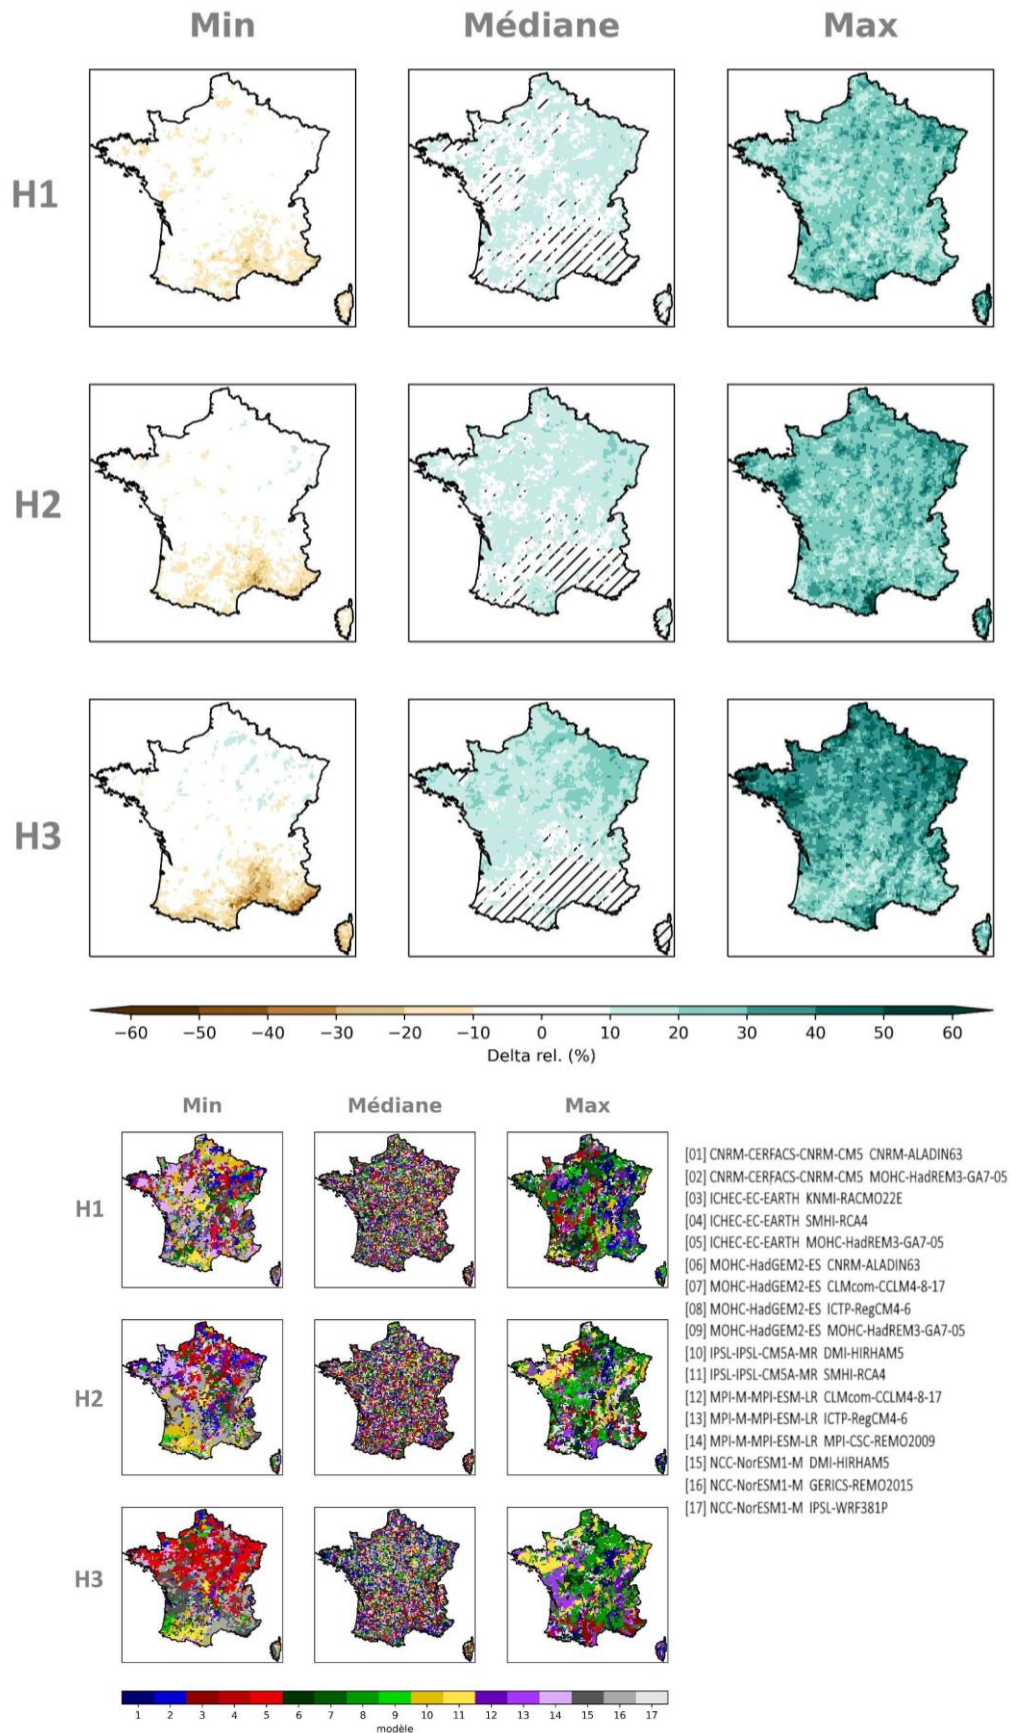 Min Médiane Max
H1
H2
H3
−60 −50 −40 −30 −20 −10 0 10 20 30 40 50 60
Delta rel. (%)
Min Médiane Max
H1
H2
H3
[01] CNRM-CERFACS-CNRM-CM5 CNRM-ALADIN63
[02] CNRM-CERFACS-CNRM-CM5 MOHC-HadREM3-GA7-05
[03] ICHEC-EC-EARTH KNMI-RACMO22E
[04] ICHEC-EC-EARTH SMHI-RCA4
[05] ICHEC-EC-EARTH MOHC-HadREM3-GA7-05
[06] MOHC-HadGEM2-ES CNRM-ALADIN63
[07] MOHC-HadGEM2-ES CLMcom-CCLM4-8-17
[08] MOHC-HadGEM2-ES ICTP-RegCM4-6
[09] MOHC-HadGEM2-ES MOHC-HadREM3-GA7-05
[10] IPSL-IPSL-CM5A-MR DMI-HIRHAM5
[11] IPSL-IPSL-CM5A-MR SMHI-RCA4
[12] MPI-M-MPI-ESM-LR CLMcom-CCLM4-8-17
[13] MPI-M-MPI-ESM-LR ICTP-RegCM4-6
[14] MPI-M-MPI-ESM-LR MPI-CSC-REMO2009
[15] NCC-NorESM1-M DMI-HIRHAM5
[16] NCC-NorESM1-M GERICS-REMO2015
[17] NCC-NorESM1-M IPSL-WRF381P
1 2 3 4 5 6 7 8 9 10 11 12 13 14 15 16 17
modèle